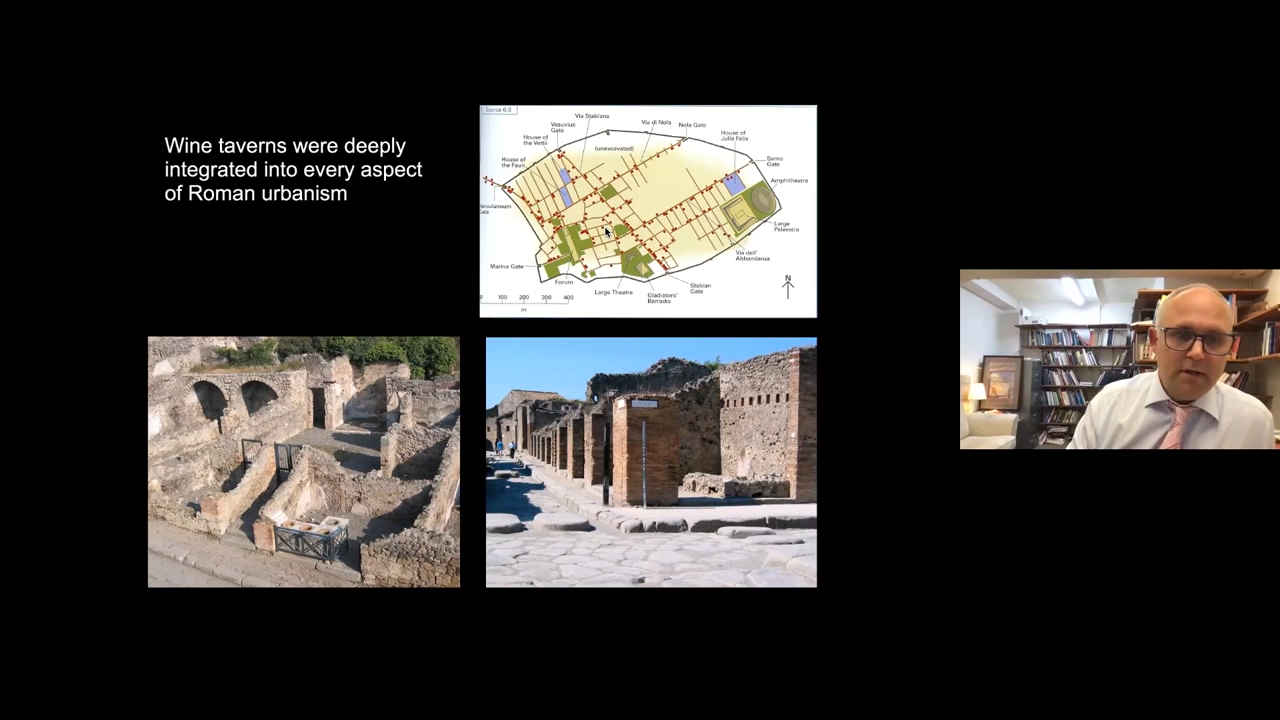 Wine taverns were deeply
integrated into every aspect
of Roman urbanism
Source 6.8
Via Stabiana
Vesuvius
Gate
Via di Nola
Nola Gate
House of
the Vettii
House of
Julia Felix
(unexcavated)
House of
the Faun
Sarno
Gate
Amphitheatre
Herculaneum
Gate
Large
Palaestra
Via dell'
Abbondanza
Marina Gate
Forum
Large Theatre
Gladiators'
Barracks
Stabian
Gate
N
0 100 200 300 400
m